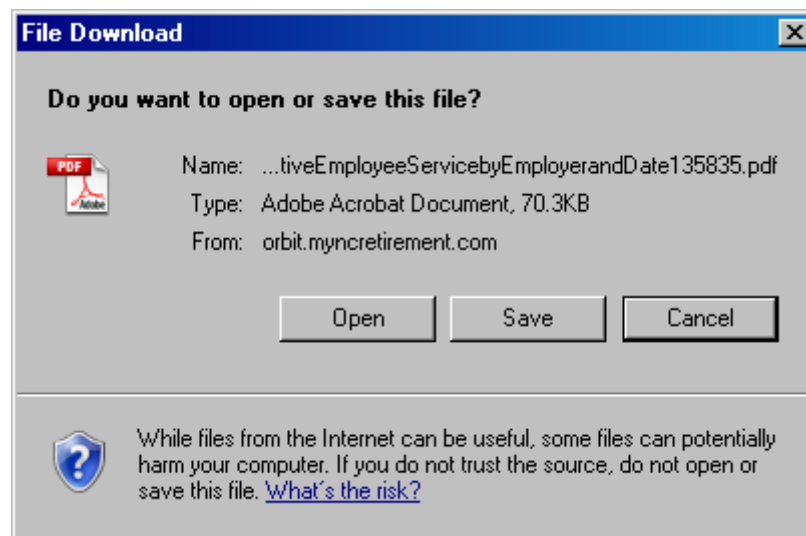 File Download
Do you want to open or save this file?
PDF
Adobe
Name: ...tiveEmployeeServicebyEmployerandDate135835.pdf
Type: Adobe Acrobat Document, 70.3KB
From: orbit.myncretirement.com
Open Save Cancel
While files from the Internet can be useful, some files can potentially
harm your computer. If you do not trust the source, do not open or
save this file. What's the risk?